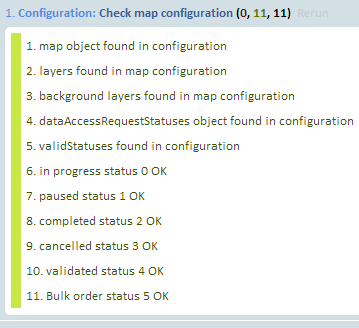 1. Configuration: Check map configuration (0, 11, 11) Rerun
1. map object found in configuration
2. layers found in map configuration
3. background layers found in map configuration
4. dataAccessRequestStatuses object found in configuration
5. validStatuses found in configuration
6. in progress status 0 OK
7. paused status 1 OK
8. completed status 2 OK
9. cancelled status 3 OK
10. validated status 4 OK
11. Bulk order status 5 OK